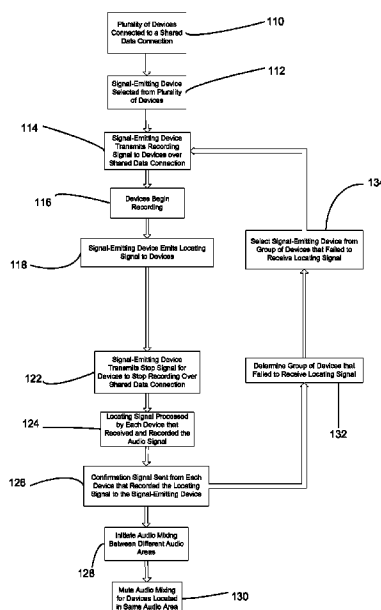 Plurality of Devices
Connected to a Shared
Data Connection
110
Signal-Emitting Device
Selected from Plurality
of Devices
112
Signal-Emitting Device
Transmits Recording
Signal to Devices over
Shared Data Connection
114
Devices Begin
Recording
116
Signal-Emitting Device Emits Locating
Signal to Devices
118
Signal-Emitting Device
Transmits Stop Signal for
Devices to Stop Recording Over
Shared Data Connection
122
Locating Signal Processed
by Each Device that
Received and Recorded the
Audio Signal
124
Confirmation Signal Sent from Each
Device that Recorded the Locating
Signal to the Signal-Emitting Device
126
Initiate Audio Mixing
Between Different Audio
Areas
128
Mute Audio Mixing
for Devices Located
in Same Audio Area
130
Determine Group of Devices that
Failed to Receive Locating Signal
132
Select Signal-Emitting Device from
Group of Devices that Failed to
Receive Locating Signal
134